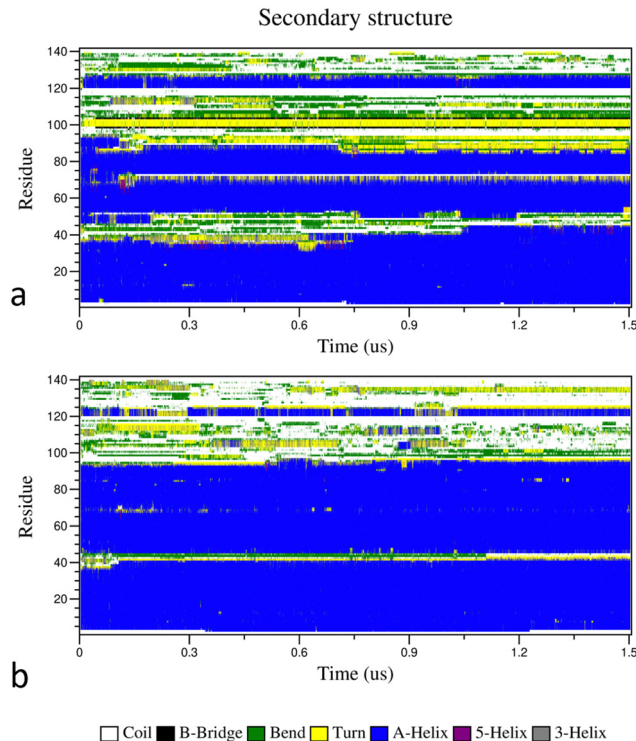 Secondary structure
140
120
100
80
60
40
20
Residue
0 0.3 0.6 0.9 1.2 1.5
Time (us)
a
140
120
100
80
60
40
20
Residue
0 0.3 0.6 0.9 1.2 1.5
Time (us)
b
Coil B-Bridge Bend Turn A-Helix 5-Helix 3-Helix